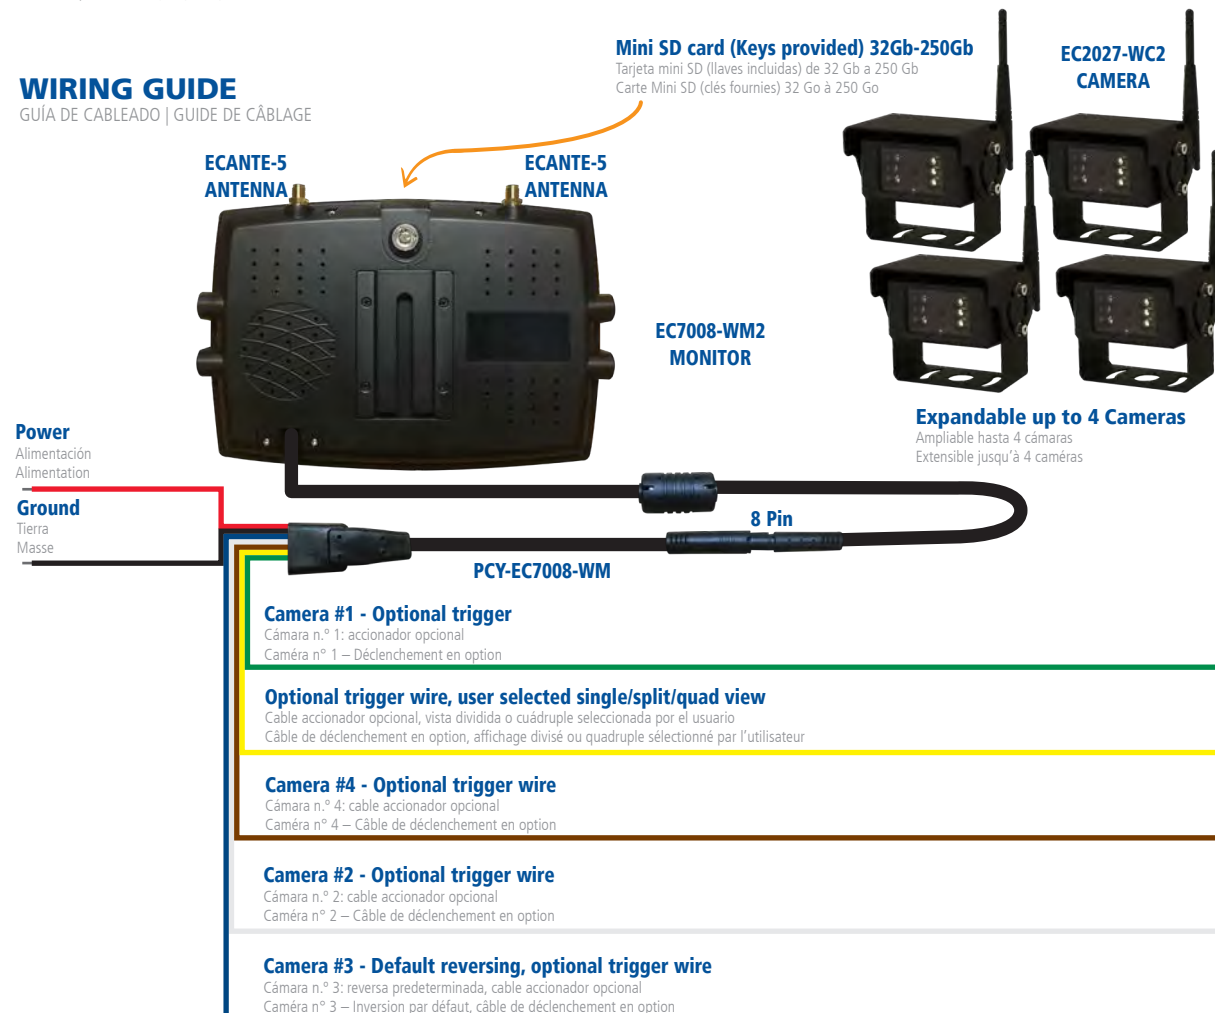 Mini SD card (Keys provided) 32Gb-250Gb
Tarjeta mini SD (llaves incluidas) de 32 Gb a 250 Gb
Carte Mini SD (clés fournies) 32 Go à 250 Go
EC2027-WC2
CAMERA
WIRING GUIDE
GUÍA DE CABLEADO | GUIDE DE CÂBLAGE
ECANTE-5
ANTENNA
ECANTE-5
ANTENNA
EC7008-WM2
MONITOR
Expandable up to 4 Cameras
Ampliable hasta 4 cámaras
Extensible jusqu'à 4 caméras
Power
Alimentación
Alimentation
Ground
Tierra
Masse
8 Pin
PCY-EC7008-WM
Camera #1 - Optional trigger
Cámara n.º 1: accionador opcional
Caméra n° 1 – Déclenchement en option
Optional trigger wire, user selected single/split/quad view
Cable accionador opcional, vista dividida o cuádruple seleccionada por el usuario
Câble de déclenchement en option, affichage divisé ou quadruple sélectionné par l'utilisateur
Camera #4 - Optional trigger wire
Cámara n.º 4: cable accionador opcional
Caméra n° 4 – Câble de déclenchement en option
Camera #2 - Optional trigger wire
Cámara n.º 2: cable accionador opcional
Caméra n° 2 – Câble de déclenchement en option
Camera #3 - Default reversing, optional trigger wire
Cámara n.º 3: reversa predeterminada, cable accionador opcional
Caméra n° 3 – Inversion par défaut, câble de déclenchement en option